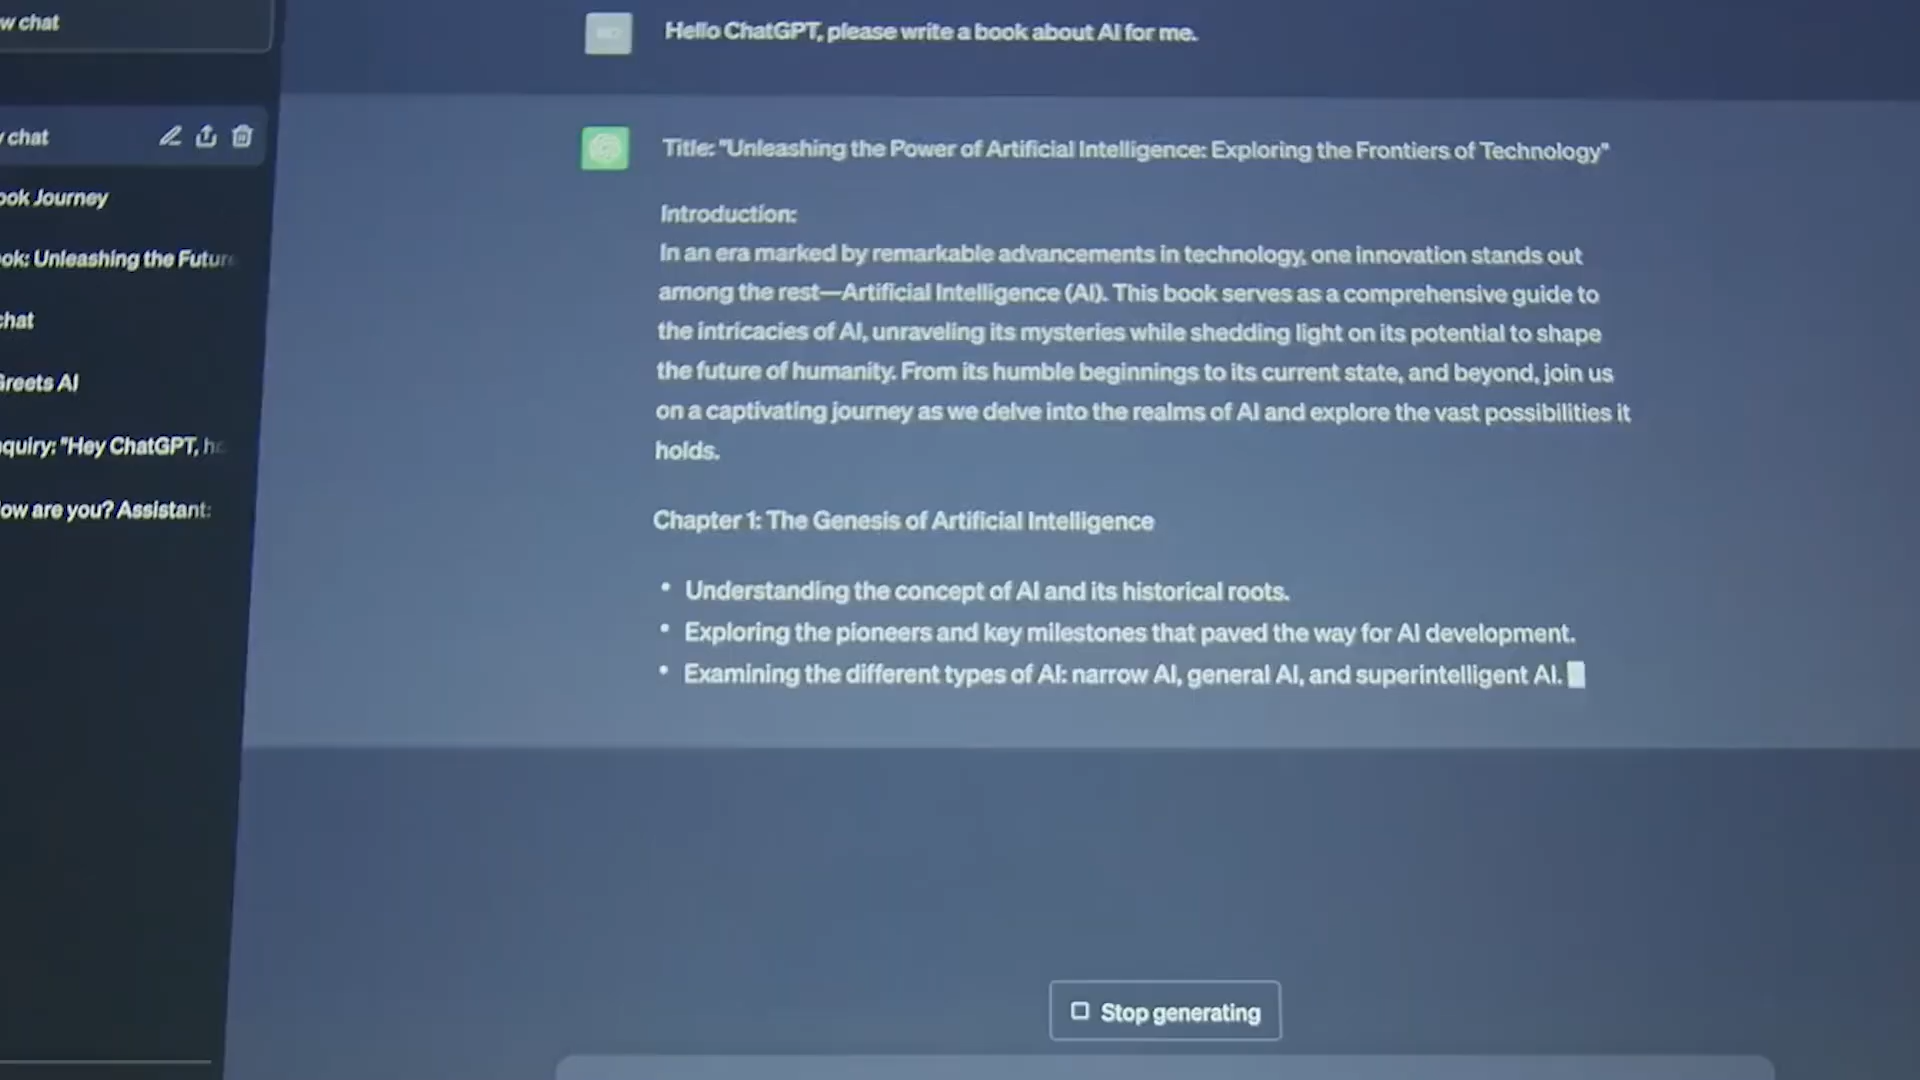 w chat
chat
ook Journey
ok: Unleashing the Future
chat
Greets AI
quiry: "Hey ChatGPT, ho
ow are you? Assistant:
Hello ChatGPT, please write a book about AI for me.
Title: "Unleashing the Power of Artificial Intelligence: Exploring the Frontiers of Technology"
Introduction:
In an era marked by remarkable advancements in technology, one innovation stands out
among the rest—Artificial Intelligence (AI). This book serves as a comprehensive guide to
the intricacies of AI, unraveling its mysteries while shedding light on its potential to shape
the future of humanity. From its humble beginnings to its current state, and beyond, join us
on a captivating journey as we delve into the realms of AI and explore the vast possibilities it
holds.
Chapter 1: The Genesis of Artificial Intelligence
• Understanding the concept of AI and its historical roots.
• Exploring the pioneers and key milestones that paved the way for AI development.
• Examining the different types of AI: narrow AI, general AI, and superintelligent AI.
Stop generating